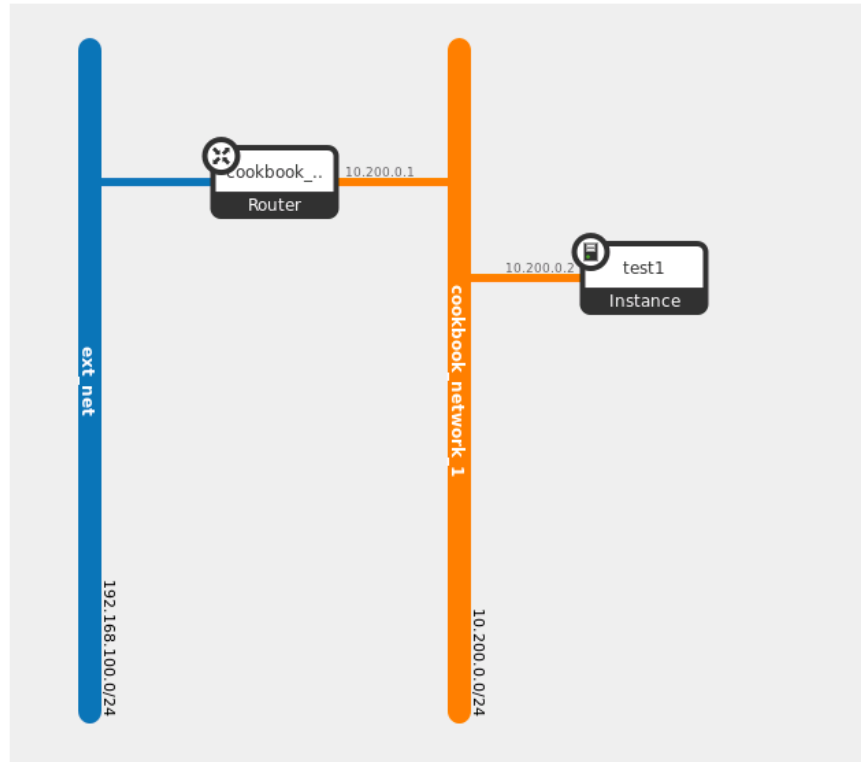 cookbook_..
Router
10.200.0.1
10.200.0.2
test1
Instance
ext_net
cookbook_network_1
192.168.100.0/24
10.200.0.0/24